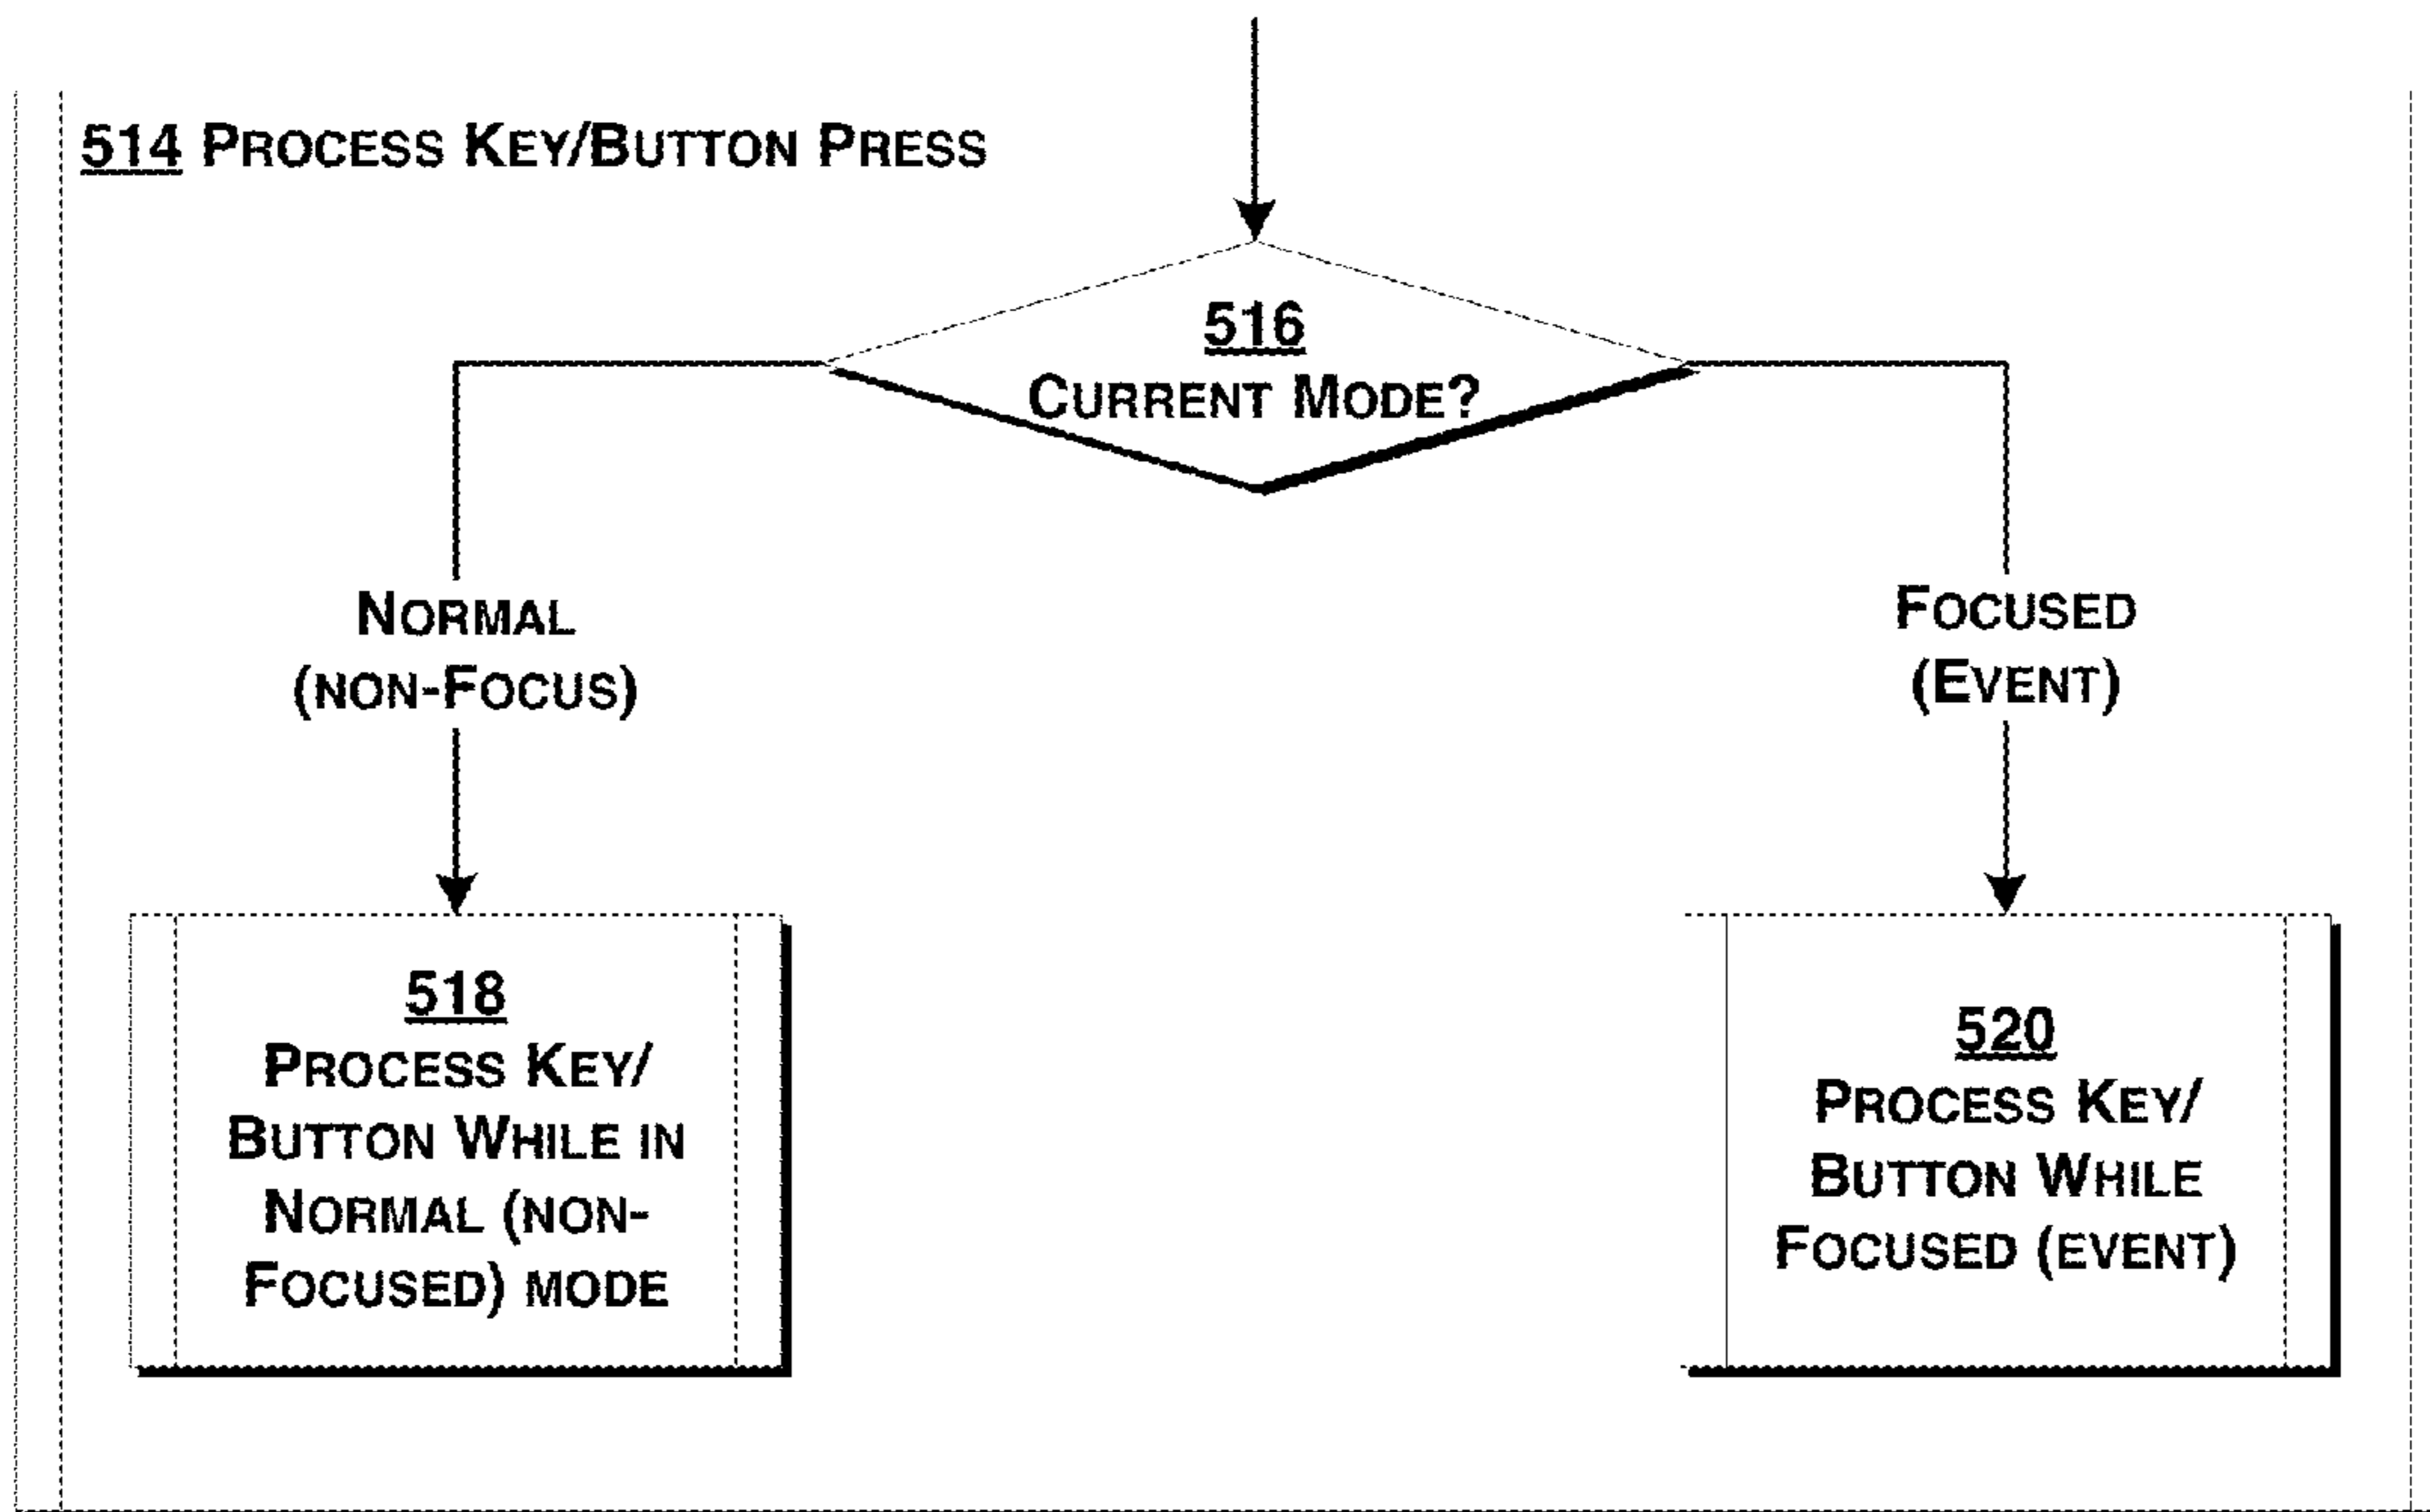 514 PROCESS KEY/BUTTON PRESS
516
CURRENT MODE?
NORMAL
(NON-FOCUS)
FOCUSED
(EVENT)
518
PROCESS KEY/
BUTTON WHILE IN
NORMAL (NON-
FOCUSED) MODE
520
PROCESS KEY/
BUTTON WHILE
FOCUSED (EVENT)